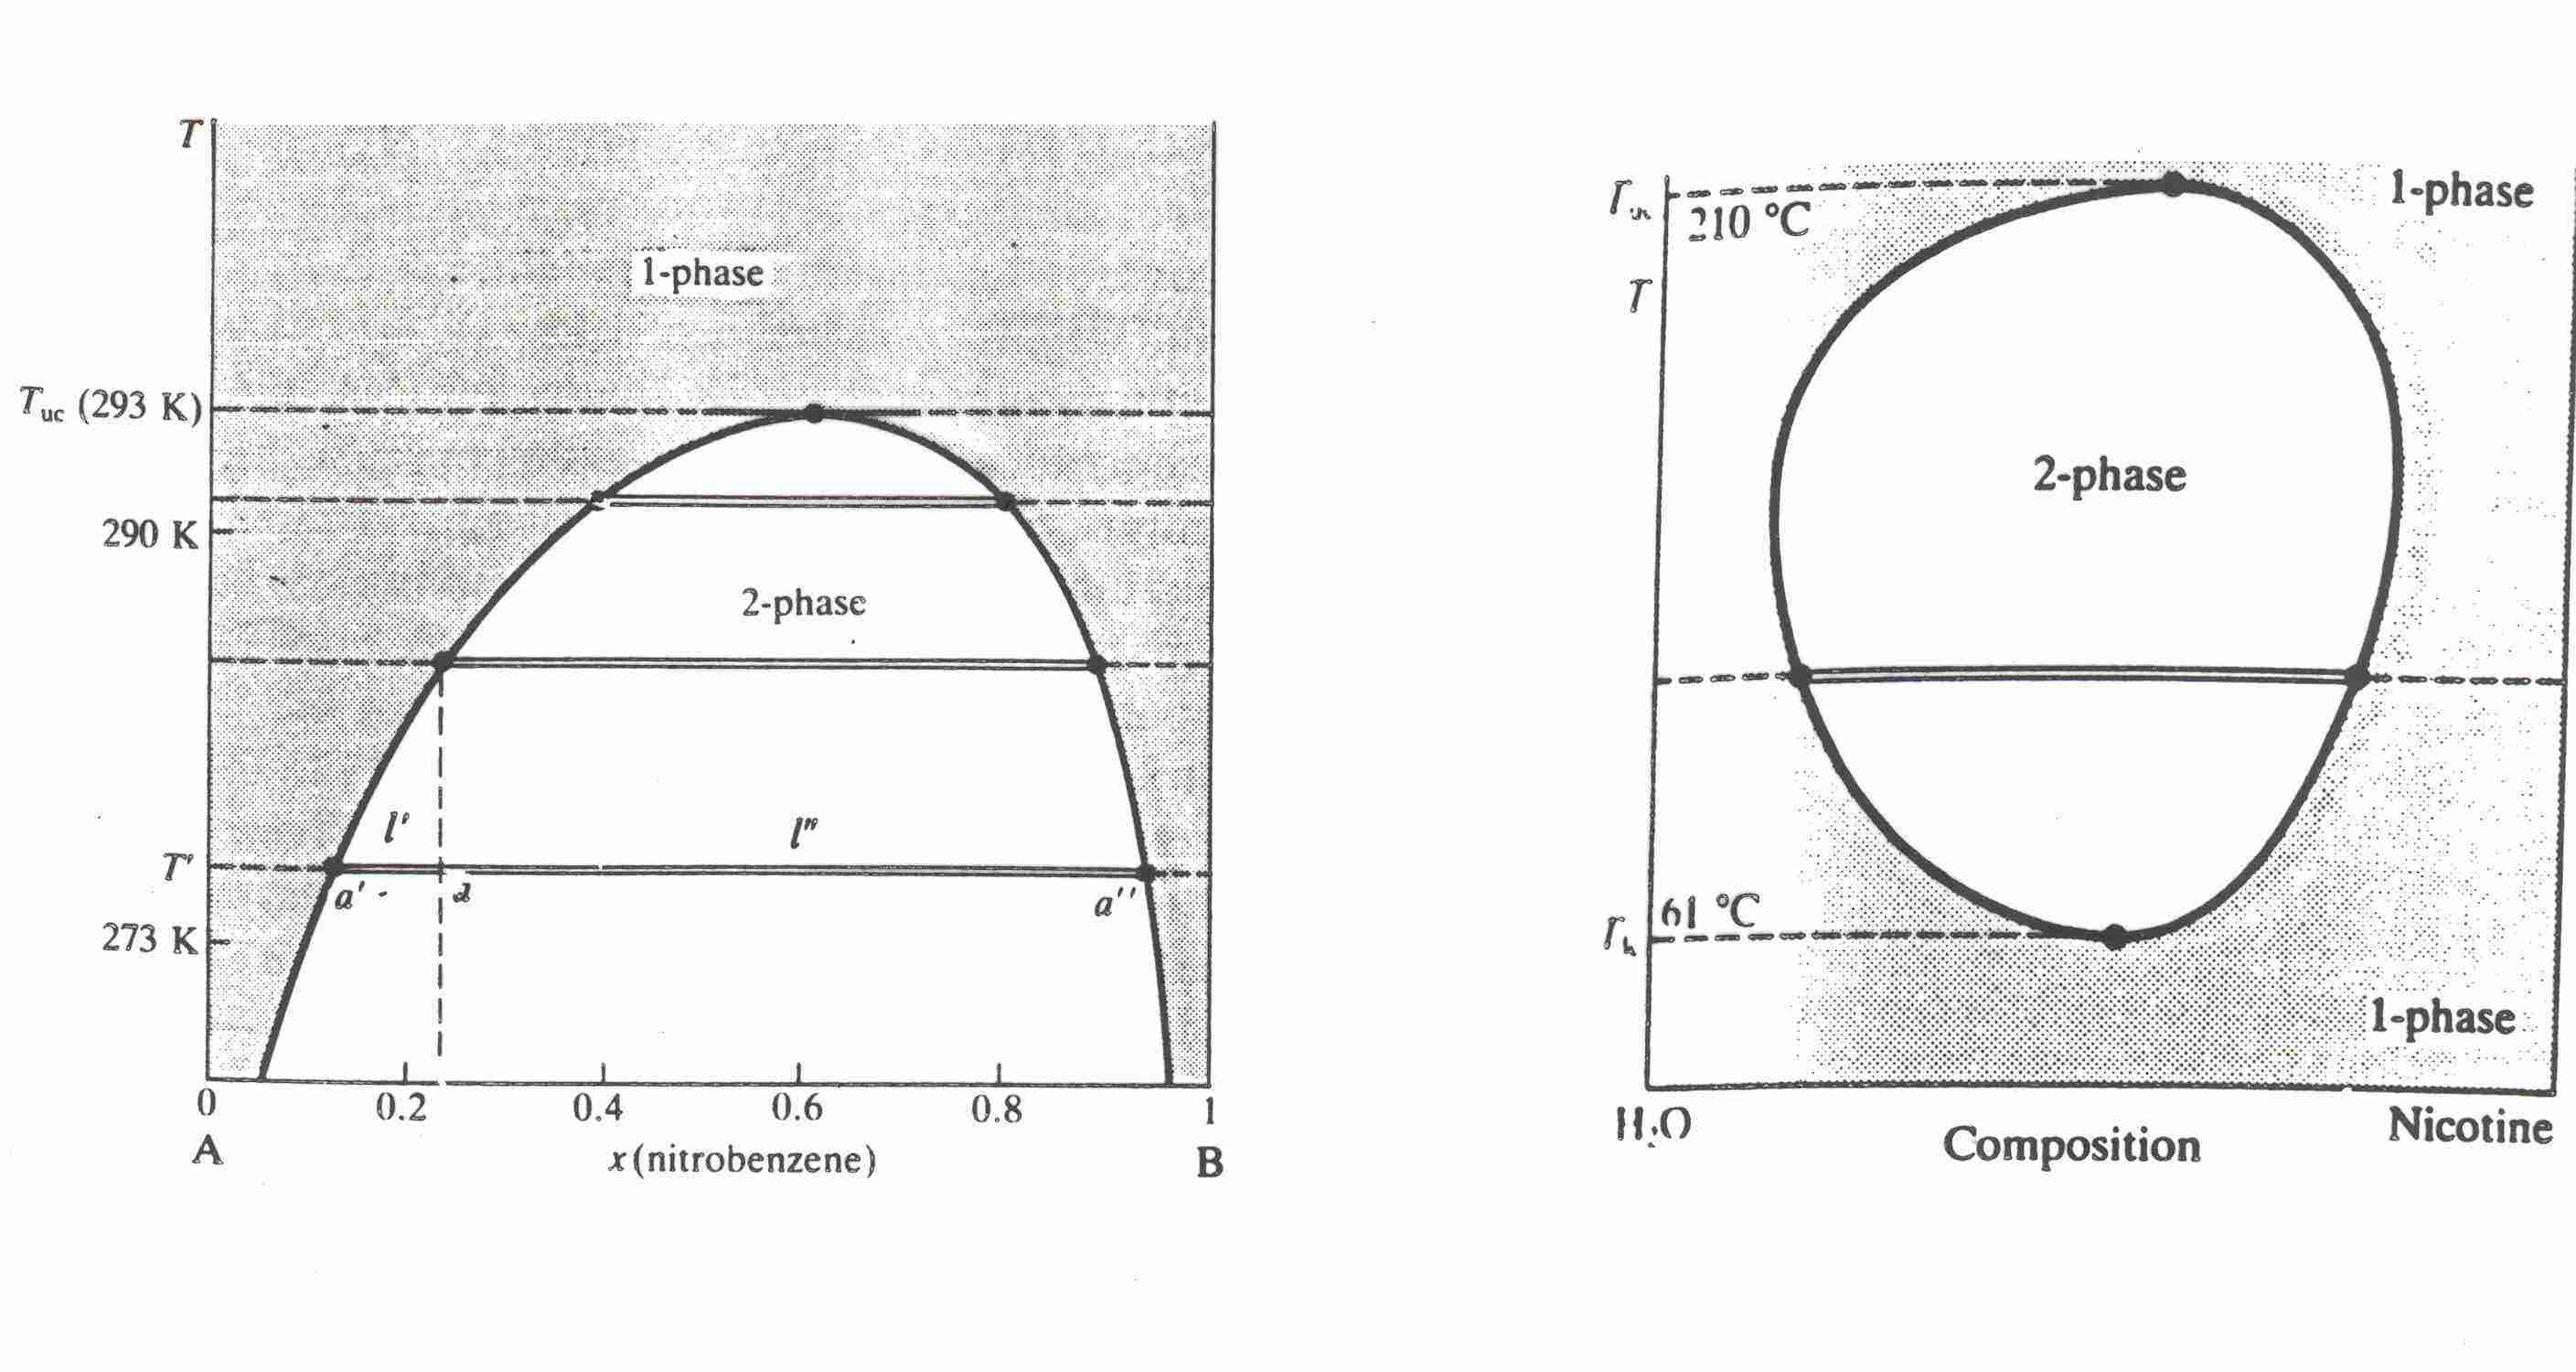 T
1-phase
T_uc (293 K)
290 K
2-phase
l' l"
T'
a' a a''
273 K
0 0.2 0.4 0.6 0.8 1
A x(nitrobenzene) B
1-phase
210 °C
T
2-phase
61 °C
1-phase
Nicotine
Composition